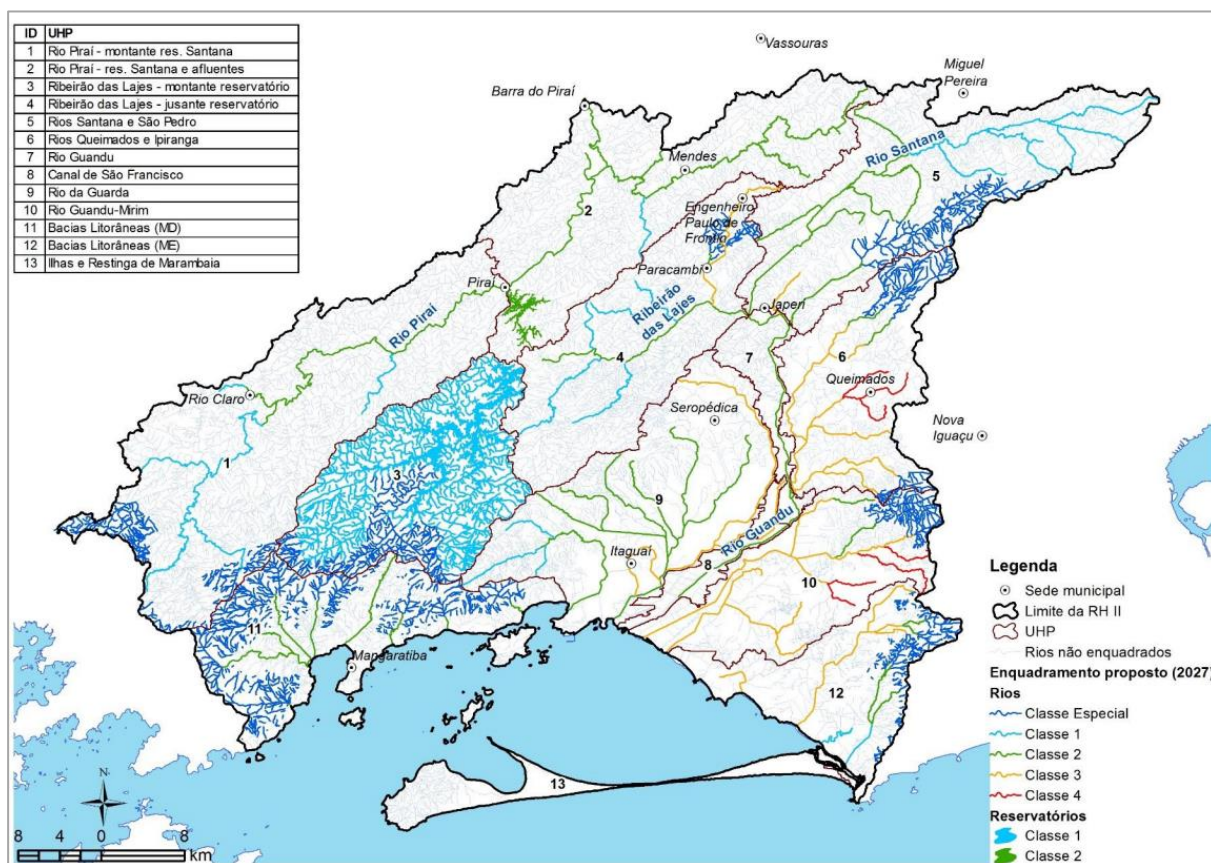 ID UHP
1 Rio Piraí - montante res. Santana
2 Rio Piraí - res. Santana e afluentes
3 Ribeirão das Lajes - montante reservatório
4 Ribeirão das Lajes - jusante reservatório
5 Rios Santana e São Pedro
6 Rios Queimados e Ipiranga
7 Rio Guandu
8 Canal de São Francisco
9 Rio da Guarda
10 Rio Guandu-Mirim
11 Bacias Litorâneas (MD)
12 Bacias Litorâneas (ME)
13 Ilhas e Restinga de Marambaia
Vassouras
Miguel
Pereira
Barra do Piraí
Mendes
Rio Santana
5
2
Engenheiro
Paulo de
Frontin
Paracambi
Piraí
Japeri
Ribeirão
das Lajes
Rio Piraí
4
7
6
Queimados
Rio Claro
Seropédica
Nova
Iguaçu
1
3
9
Rio Guandu
Itaguaí
8
10
11
Mangaratiba
12
13
N
8 4 0 8
km
Legenda
Sede municipal
Limite da RH II
UHP
Rios não enquadrados
Enquadramento proposto (2027)
Rios
Classe Especial
Classe 1
Classe 2
Classe 3
Classe 4
Reservatórios
Classe 1
Classe 2